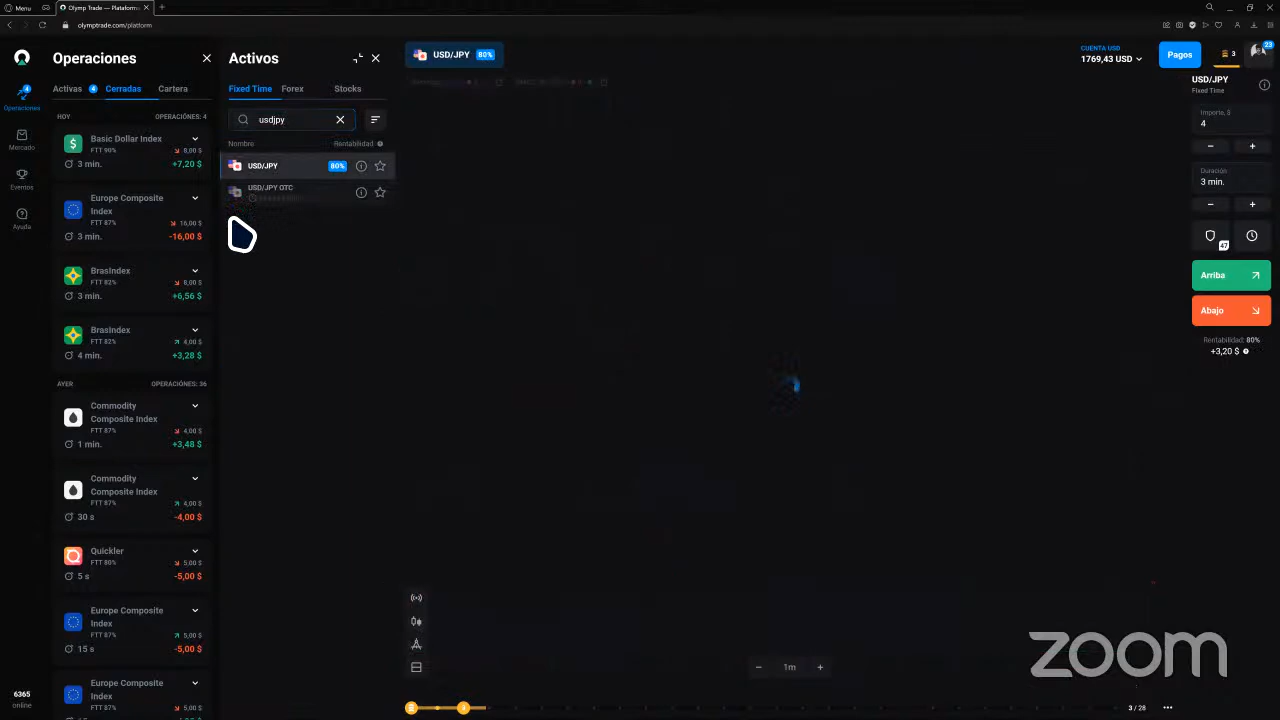 Menu
Olymp Trade — Plataform
olymptrade.com/platform
Operaciones
Activas 4 Cerradas Cartera
HOY OPERACIÓNES: 4
Basic Dollar Index
FTT 90% 8,00 $
3 min. +7,20 $
Europe Composite
Index
FTT 87% 16,00 $
3 min. -16,00 $
BrasIndex
FTT 82% 8,00 $
3 min. +6,56 $
BrasIndex
FTT 82% 4,00 $
4 min. +3,28 $
AYER OPERACIÓNES: 36
Commodity
Composite Index
FTT 87% 4,00 $
1 min. +3,48 $
Commodity
Composite Index
FTT 87% 4,00 $
30 s -4,00 $
Quickler
FTT 80% 5,00 $
5 s -5,00 $
Europe Composite
Index
FTT 87% 5,00 $
15 s -5,00 $
Europe Composite
Index
FTT 87% 5,00 $
4
Operaciones
Mercado
Eventos
Ayuda
6365
online
Activos
Fixed Time Forex Stocks
usdjpy
Nombre Rentabilidad
USD/JPY 80%
USD/JPY OTC
USD/JPY 80%
CUENTA USD
1769,43 USD
Pagos
3
23
USD/JPY
Fixed Time
Importe, $
4
Duración
3 min.
47
Arriba
Abajo
Rentabilidad: 80%
+3,20 $
1m
3 / 28
zoom